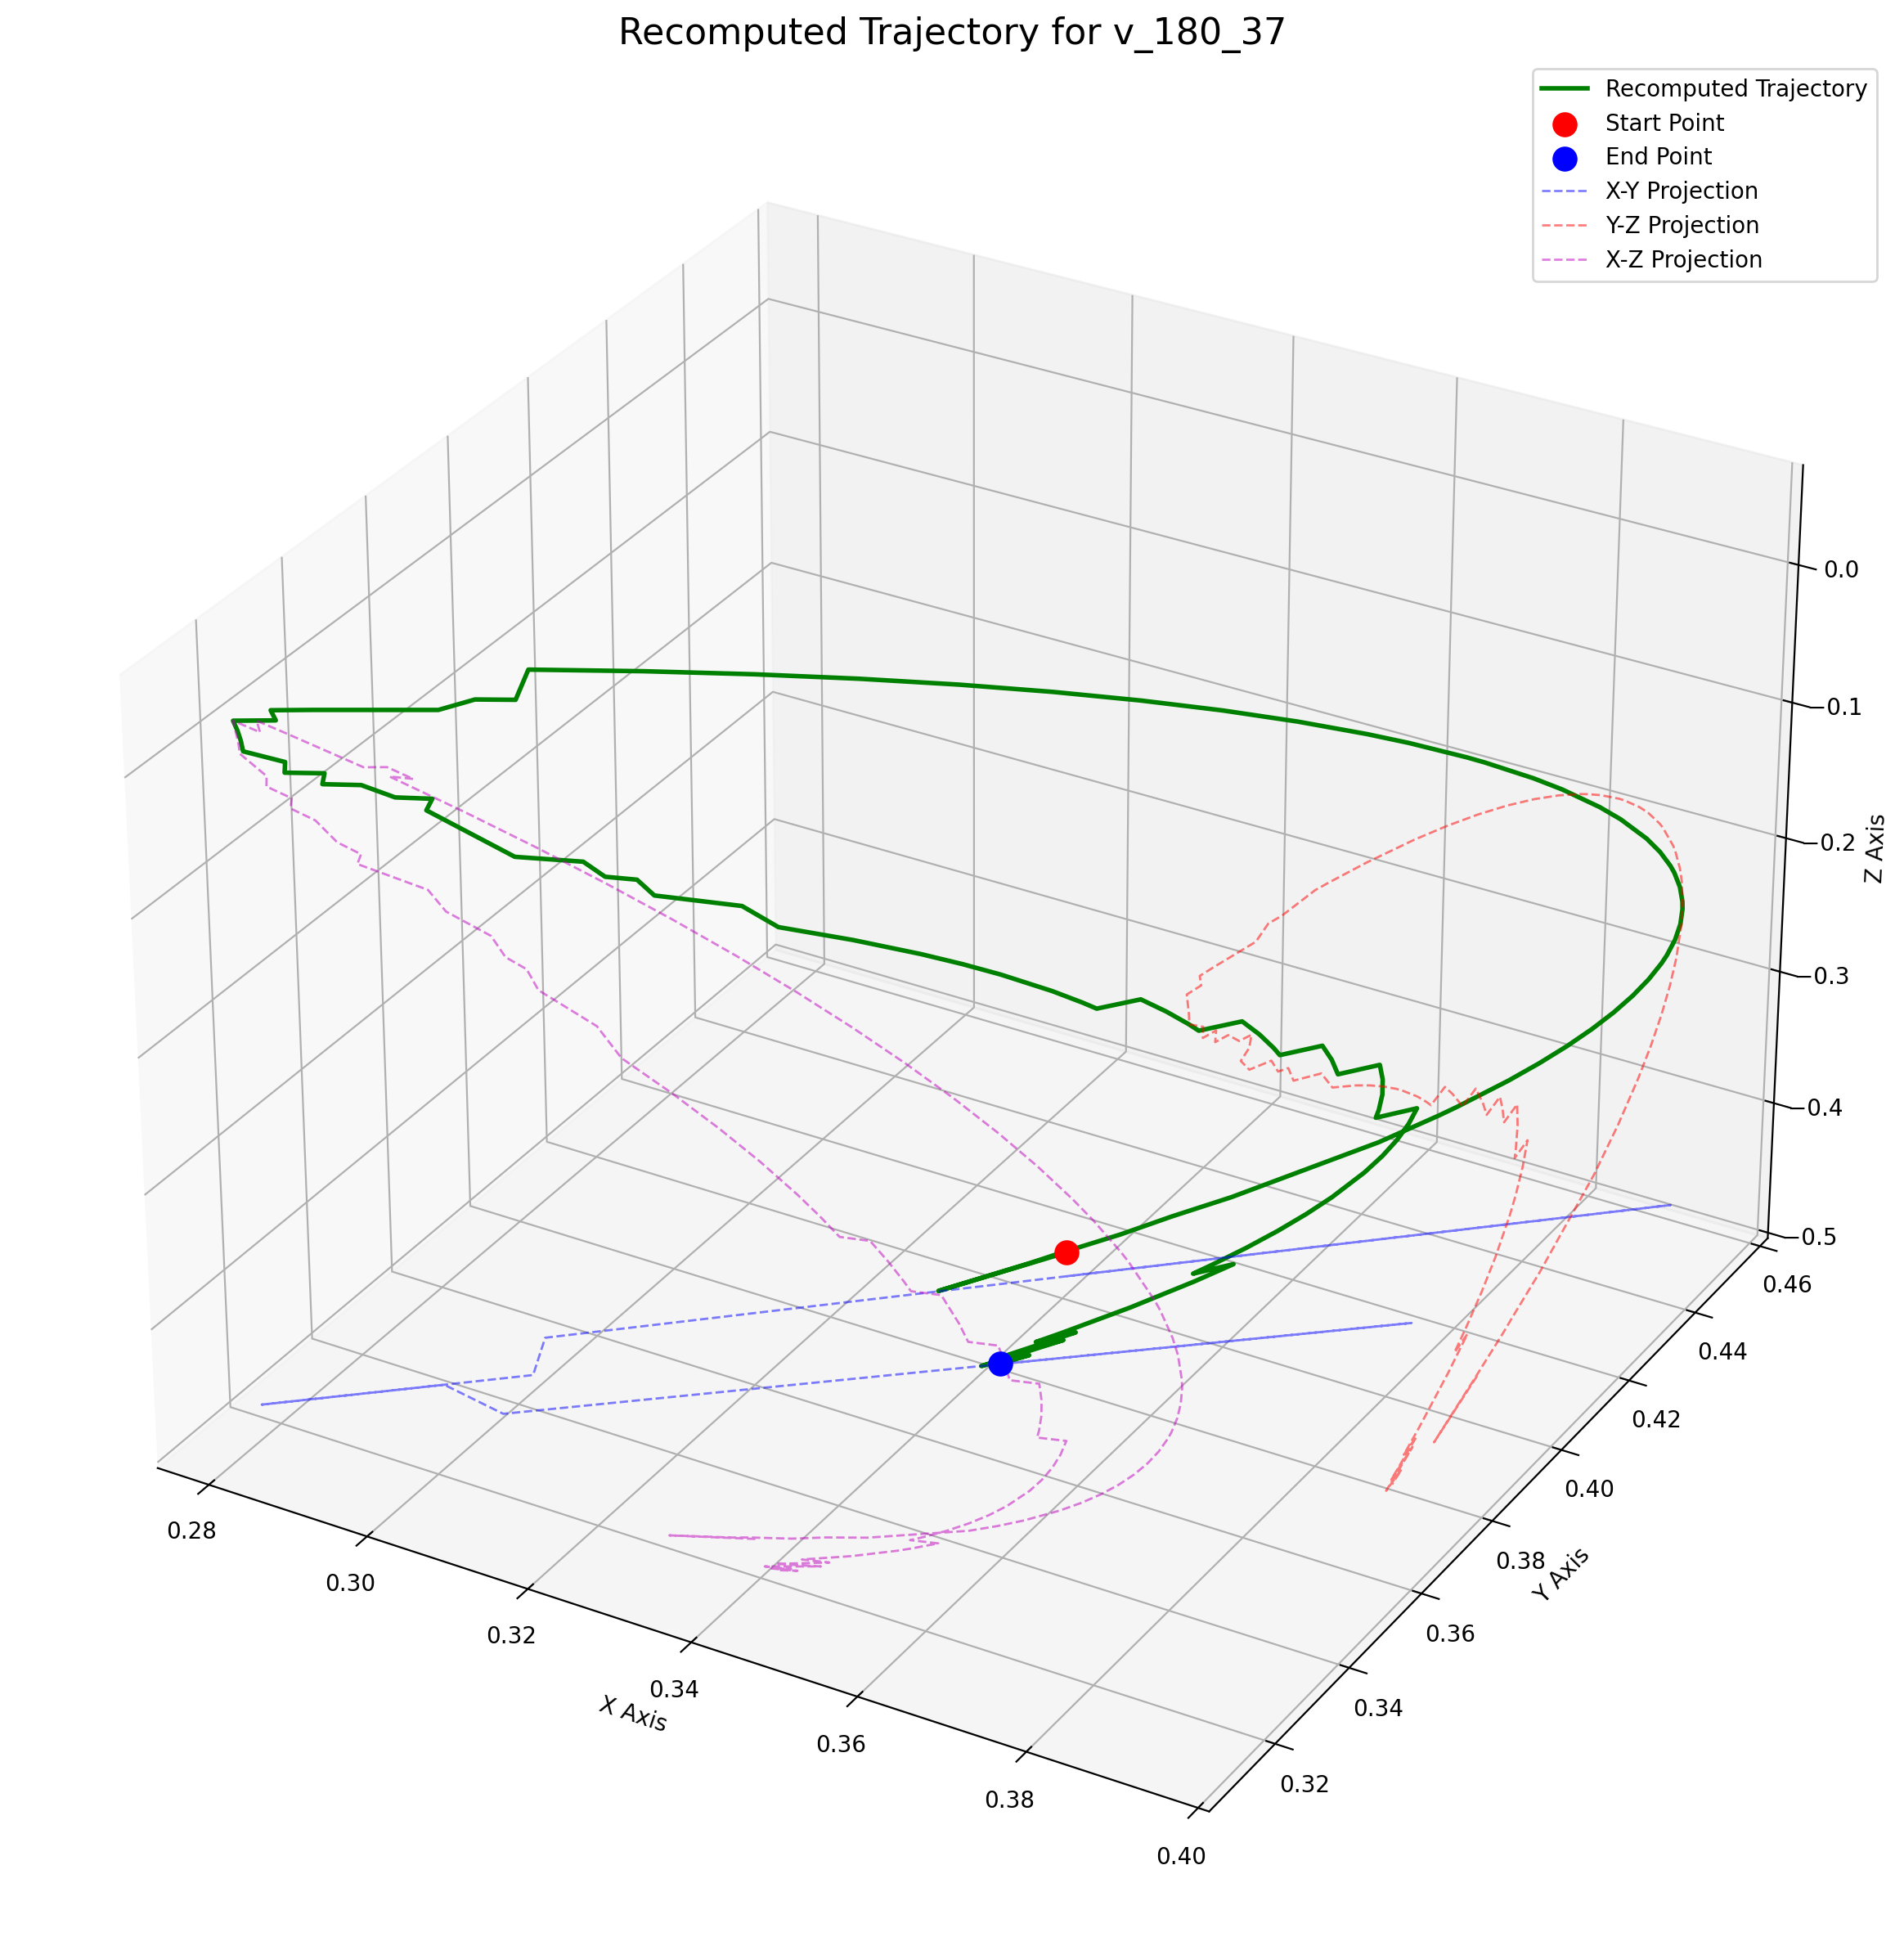 Recomputed Trajectory for v_180_37
Recomputed Trajectory
Start Point
End Point
X-Y Projection
Y-Z Projection
X-Z Projection
0.0
0.1
0.2
0.3
0.4
0.5
Z Axis
0.46
0.44
0.42
0.40
0.38
0.36
0.34
0.32
Y Axis
0.28
0.30
0.32
0.34
0.36
0.38
0.40
X Axis